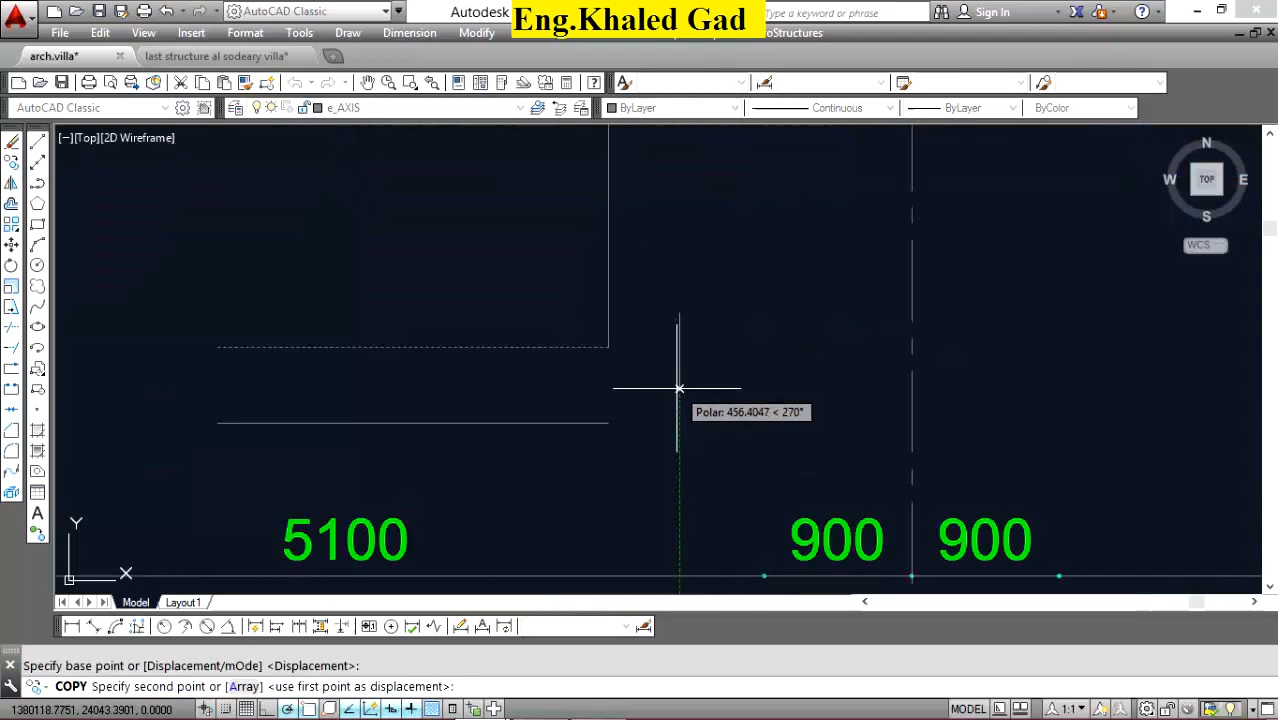 AutoCAD Classic
Autodesk
Eng.Khaled Gad
Type a keyword or phrase
Sign In
File Edit View Insert Format Tools Draw Dimension Modify
ProStructures
arch.villa*
last structure al sodeary villa*
AutoCAD Classic
e_AXIS
ByLayer
Continuous
ByLayer
ByColor
[−][Top][2D Wireframe]
N
W
TOP
E
S
WCS
Polar: 456.4047 < 270°
5100
900
900
Y
X
Model
Layout1
Specify base point or [Displacement/mOde] <Displacement>:
COPY Specify second point or [Array] <use first point as displacement>:
1380118.7751, 24043.3901, 0.0000
MODEL
1:1